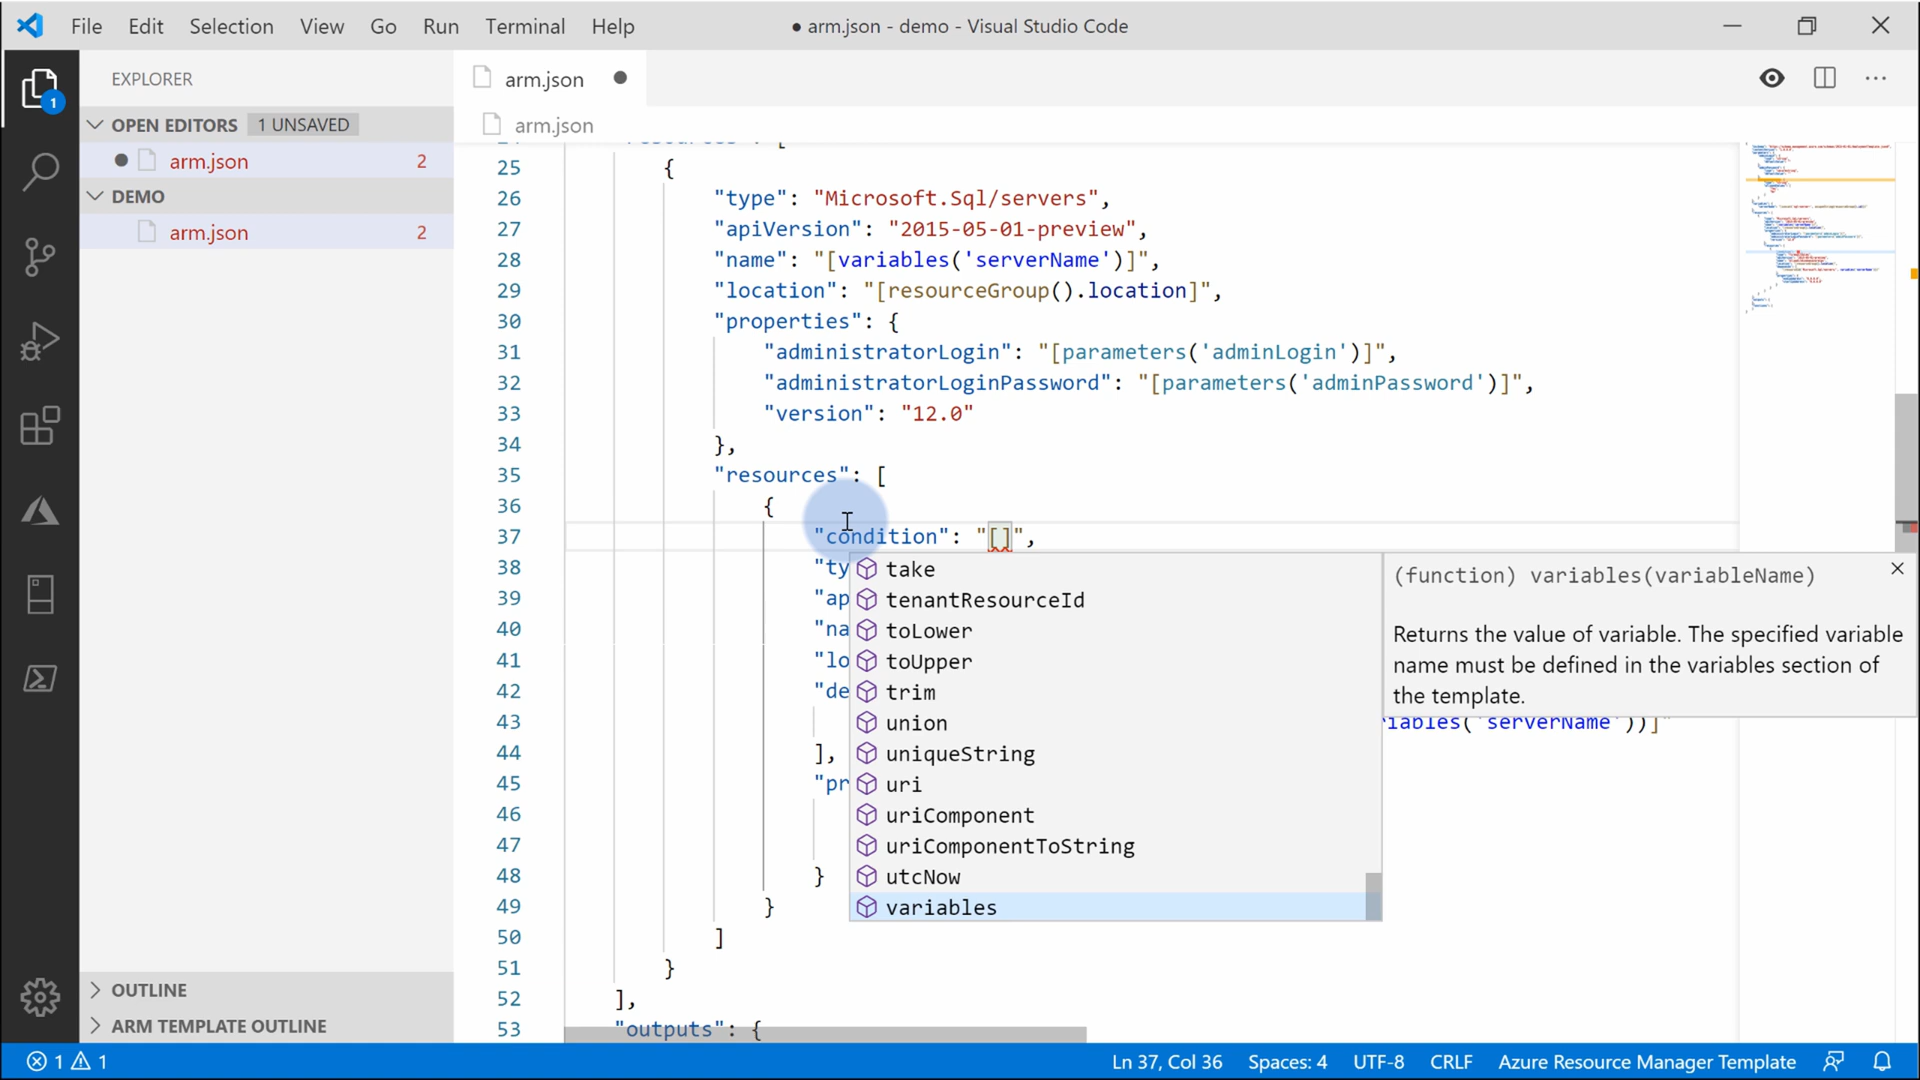 File Edit Selection View Go Run Terminal Help
● arm.json - demo - Visual Studio Code
EXPLORER
OPEN EDITORS 1 UNSAVED
arm.json 2
DEMO
arm.json 2
OUTLINE
ARM TEMPLATE OUTLINE
1
arm.json
arm.json
25 {
26 "type": "Microsoft.Sql/servers",
27 "apiVersion": "2015-05-01-preview",
28 "name": "[variables('serverName')]",
29 "location": "[resourceGroup().location]",
30 "properties": {
31 "administratorLogin": "[parameters('adminLogin')]",
32 "administratorLoginPassword": "[parameters('adminPassword')]",
33 "version": "12.0"
34 },
35 "resources": [
36 {
37 "condition": "[]",
38 "ty
39 "ap
40 "na
41 "lo
42 "de
43 riables('serverName'))]"
44 ],
45 "pr
46
47
48 }
49 }
50 ]
51 }
52 ],
53 "outputs": {
take
tenantResourceId
toLower
toUpper
trim
union
uniqueString
uri
uriComponent
uriComponentToString
utcNow
variables
(function) variables(variableName)
Returns the value of variable. The specified variable
name must be defined in the variables section of
the template.
1 1 Ln 37, Col 36 Spaces: 4 UTF-8 CRLF Azure Resource Manager Template